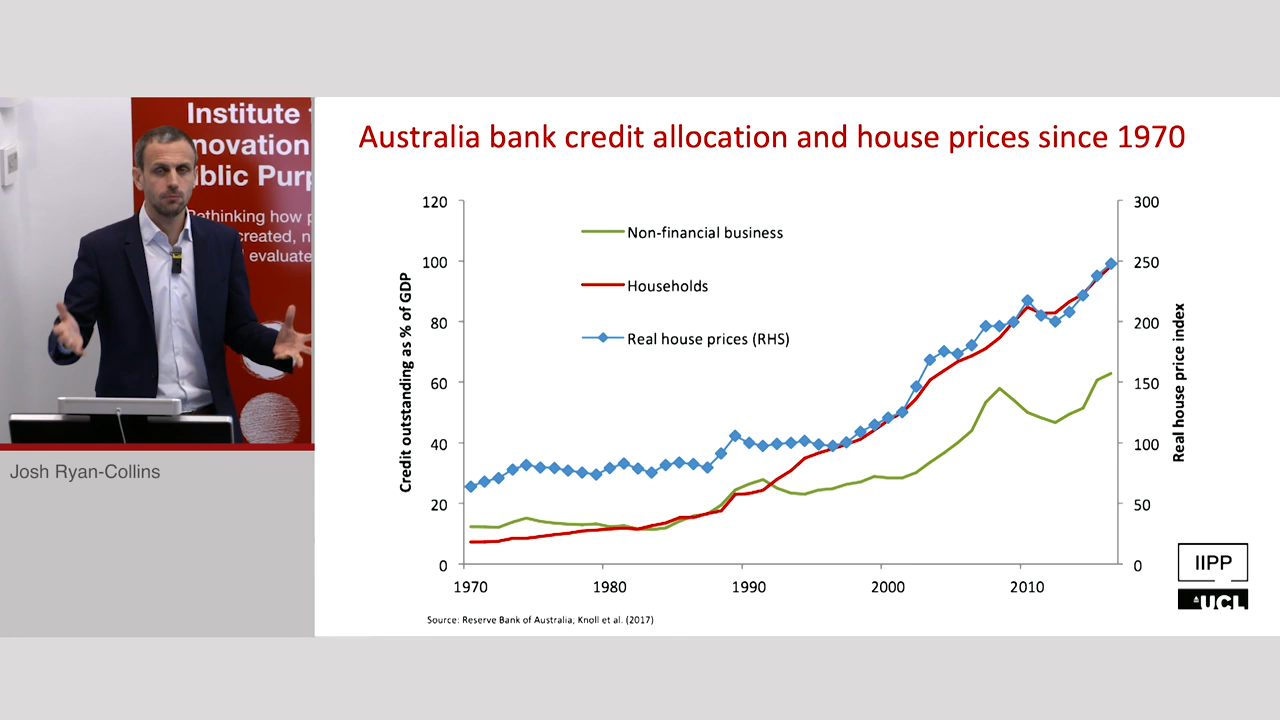 Institute
novation
blic Purp
Rethinking how p
created, n
evaluate
Josh Ryan-Collins
Australia bank credit allocation and house prices since 1970
120
100
80
60
40
20
0
Credit outstanding as % of GDP
Non-financial business
Households
Real house prices (RHS)
300
250
200
150
100
50
0
Real house price index
1970
1980
1990
2000
2010
Source: Reserve Bank of Australia; Knoll et al. (2017)
IIPP
UCL